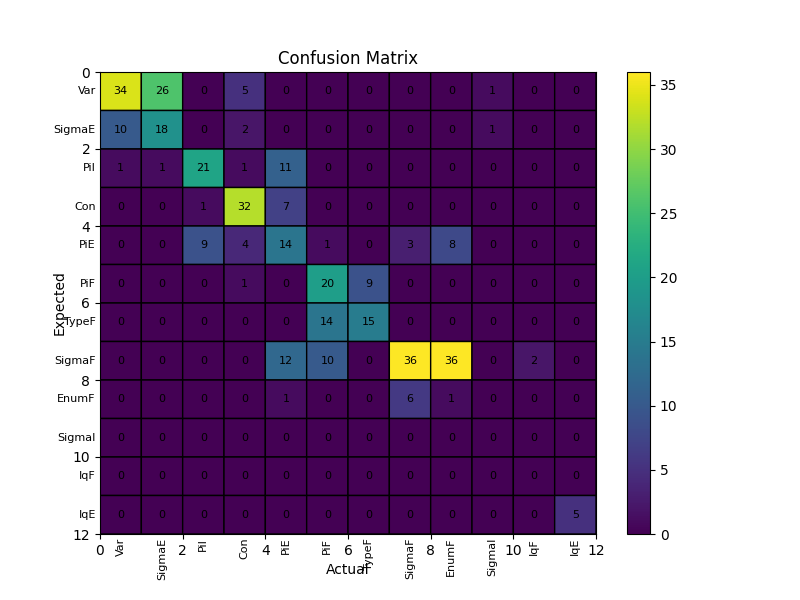 Confusion Matrix
0
Var 34 26 0 5 0 0 0 0 0 1 0 0
SigmaE 10 18 0 2 0 0 0 0 0 1 0 0
2
PiI 1 1 21 1 11 0 0 0 0 0 0 0
Con 0 0 1 32 7 0 0 0 0 0 0 0
4
PiE 0 0 9 4 14 1 0 3 8 0 0 0
PiF 0 0 0 1 0 20 9 0 0 0 0 0
6
TypeF 0 0 0 0 0 14 15 0 0 0 0 0
SigmaF 0 0 0 0 12 10 0 36 36 0 2 0
8
EnumF 0 0 0 0 1 0 0 6 1 0 0 0
SigmaI 0 0 0 0 0 0 0 0 0 0 0 0
10
IqF 0 0 0 0 0 0 0 0 0 0 0 0
IqE 0 0 0 0 0 0 0 0 0 0 0 5
12
Expected
0 2 4 6 8 10 12
Var SigmaE PiI Con PiE PiF TypeF SigmaF EnumF SigmaI IqF IqE
Actual
35
30
25
20
15
10
5
0